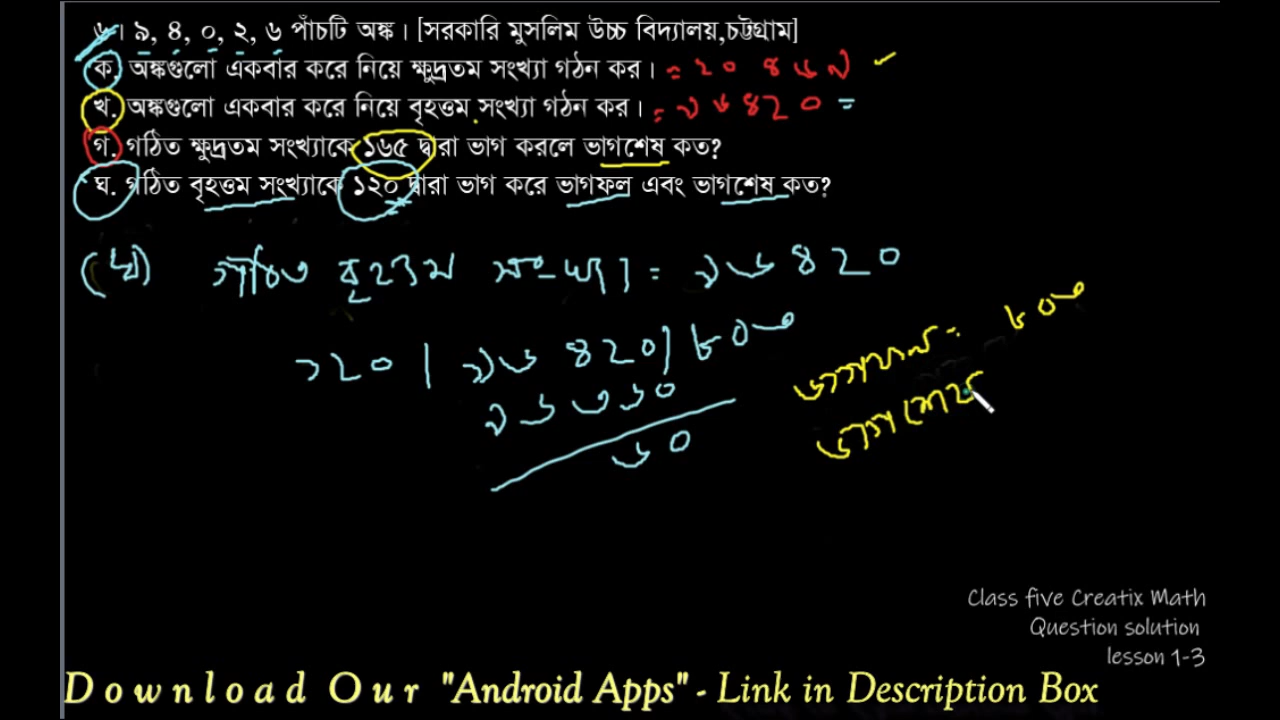 ৬। ৯, ৪, ০, ২, ৬ পাঁচটি অঙ্ক। [সরকারি মুসলিম উচ্চ বিদ্যালয়,চট্টগ্রাম]
ক. অঙ্কগুলো একবার করে নিয়ে ক্ষুদ্রতম সংখ্যা গঠন কর। = ২০৪৬৯
খ. অঙ্কগুলো একবার করে নিয়ে বৃহত্তম সংখ্যা গঠন কর। = ৯৬৪২০ =
গ. গঠিত ক্ষুদ্রতম সংখ্যাকে ১৬৫ দ্বারা ভাগ করলে ভাগশেষ কত?
ঘ. গঠিত বৃহত্তম সংখ্যাকে ১২০ দ্বারা ভাগ করে ভাগফল এবং ভাগশেষ কত?
(ঘ) গঠিত বৃহত্তম সংখ্যা = ৯৬৪২০
১২০ | ৯৬৪২০ | ৮০৩
৯৬৩৬০
৬০
ভাগফল = ৮০৩
ভাগশেষ
Class five Creatix Math
Question solution
lesson 1-3
Download Our "Android Apps" - Link in Description Box